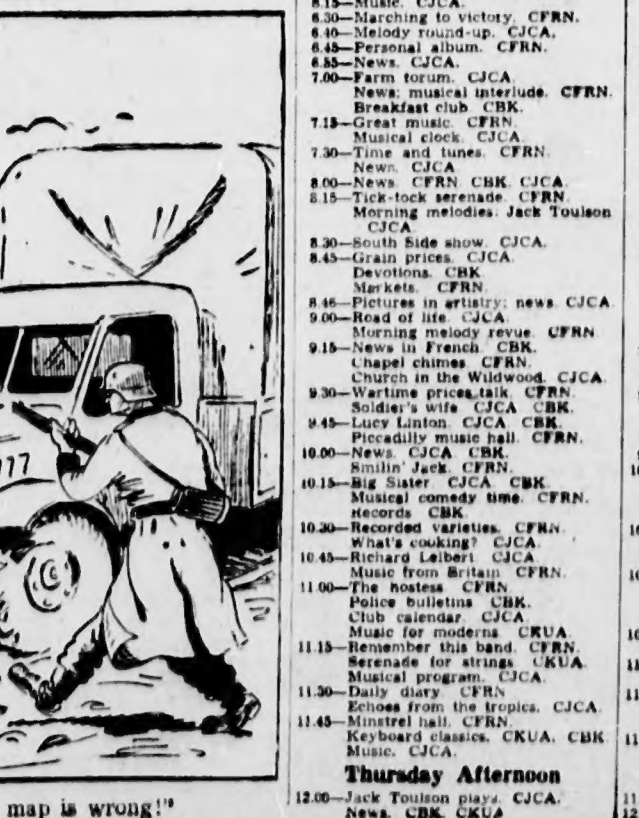 777
map is wrong!"
6.15—Music. CJCA.
6.30—Marching to victory. CFRN.
6.40—Melody round-up. CJCA.
6.45—Personal album. CFRN.
6.55—News. CJCA.
7.00—Farm forum. CJCA.
News; musical interlude. CFRN.
Breakfast club. CBK.
7.15—Great music. CFRN.
Musical clock. CJCA.
7.30—Time and tunes. CFRN.
News. CJCA.
8.00—News. CFRN. CBK. CJCA.
8.15—Tick-tock serenade. CFRN.
Morning melodies; Jack Toulson
CJCA.
8.30—South Side show. CJCA.
8.45—Grain prices. CJCA.
Devotions. CBK.
Markets. CFRN.
8.46—Pictures in artistry; news. CJCA
9.00—Road of life. CJCA.
Morning melody revue. CFRN
9.15—News in French. CBK.
Chapel chimes. CFRN.
Church in the Wildwood. CJCA.
9.30—Wartime prices talk. CFRN.
Soldier's wife. CJCA. CBK.
9.45—Lucy Linton. CJCA. CBK.
Piccadilly music hall. CFRN.
10.00—News. CJCA. CBK.
Smilin' Jack. CFRN.
10.15—Big Sister. CJCA. CBK.
Musical comedy time. CFRN.
Records. CBK.
10.30—Recorded varieties. CFRN.
What's cooking? CJCA.
10.45—Richard Leibert. CJCA.
Music from Britain. CFRN.
11.00—The hostess. CFRN.
Police bulletins. CBK.
Club calendar. CJCA.
Music for moderns. CKUA.
11.15—Remember this band. CFRN.
Serenade for strings. CKUA.
Musical program. CJCA.
11.30—Daily diary. CFRN
Echoes from the tropics. CJCA.
11.45—Minstrel hall. CFRN.
Keyboard classics. CKUA. CBK
Music. CJCA.
Thursday Afternoon
12.00—Jack Toulson plays. CJCA.
News. CBK. CKUA